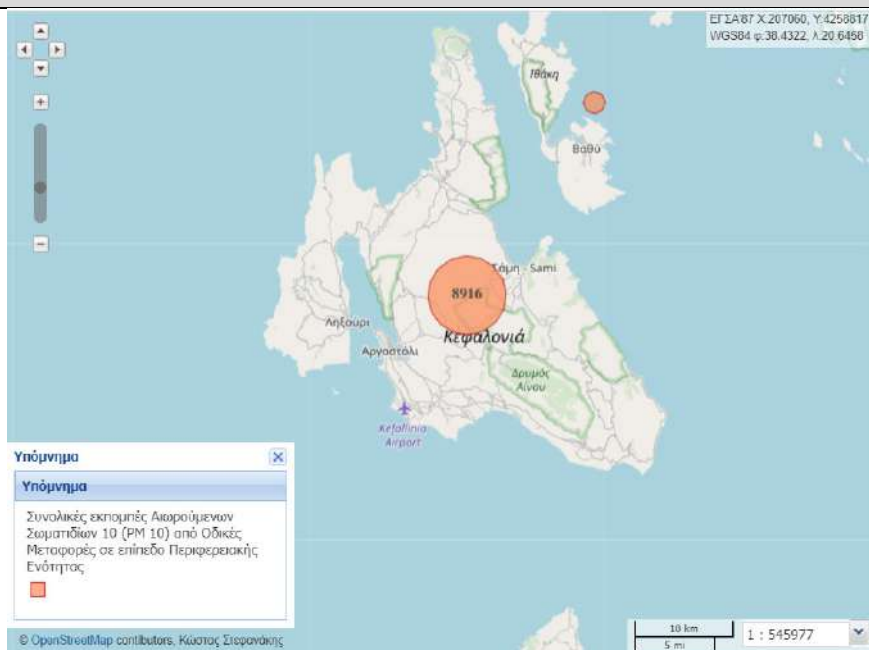 ΕΓΣΑ'87 Χ:207060, Υ:4258817
WGS84 φ:38.4322, λ:20.6458
Ιθάκη
Βαθύ
Σάμη - Sami
8916
Ληξούρι
Κεφαλονιά
Αργοστόλι
Δρυμός
Αίνου
Kefallinia
Airport
Υπόμνημα
Υπόμνημα
Συνολικές εκπομπές Αιωρούμενων
Σωματιδίων 10 (PM 10) από Οδικές
Μεταφορές σε επίπεδο Περιφερειακής
Ενότητας
10 km
5 mi
1 : 545977
© OpenStreetMap contibutors, Κώστας Στεφανάκης